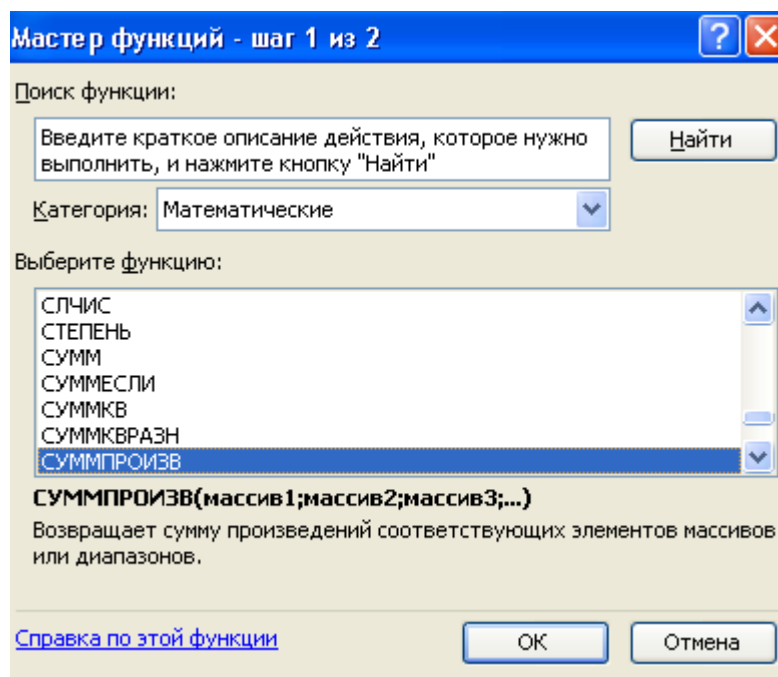 Мастер функций - шаг 1 из 2
Поиск функции:
Введите краткое описание действия, которое нужно
выполнить, и нажмите кнопку "Найти"
Найти
Категория: Математические
Выберите функцию:
СЛЧИС
СТЕПЕНЬ
СУММ
СУММЕСЛИ
СУММКВ
СУММКВРАЗН
СУММПРОИЗВ
СУММПРОИЗВ(массив1;массив2;массив3;...)
Возвращает сумму произведений соответствующих элементов массивов
или диапазонов.
Справка по этой функции
ОК
Отмена